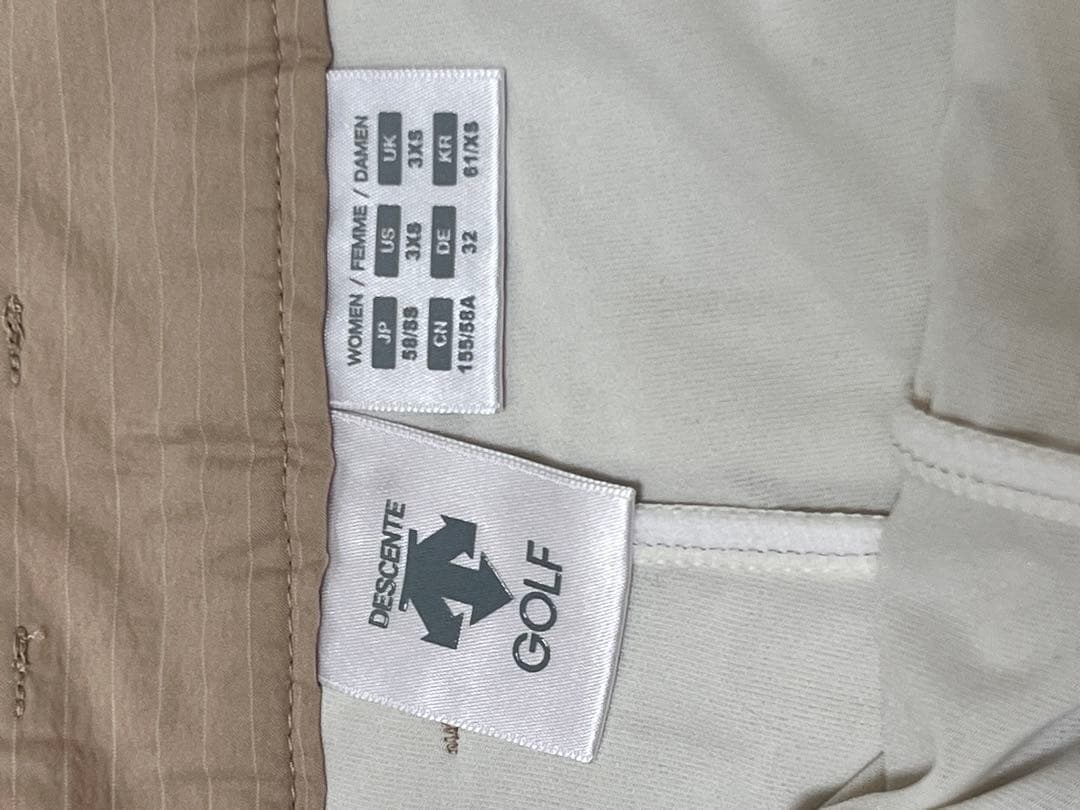 WOMEN / FEMME / DAMEN
JP US UK
58/SS 3XS 3XS
CN DE KR
155/58A 32 61/XS
DESCENTE
GOLF